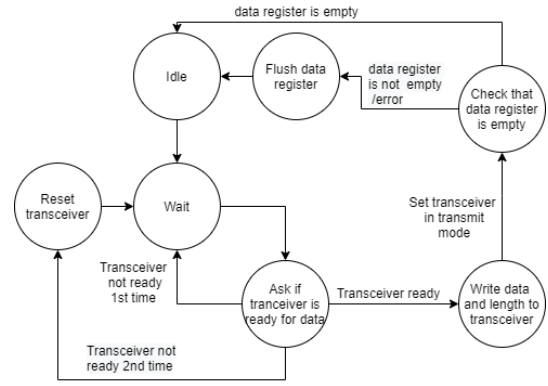 data register is empty
Idle
Flush data
register
data register
is not empty
/error
Check that
data register
is empty
Reset
transceiver
Wait
Set transceiver
in transmit
mode
Transceiver
not ready
1st time
Ask if
tranceiver is
ready for data
Transceiver ready
Write data
and length to
transceiver
Transceiver not
ready 2nd time